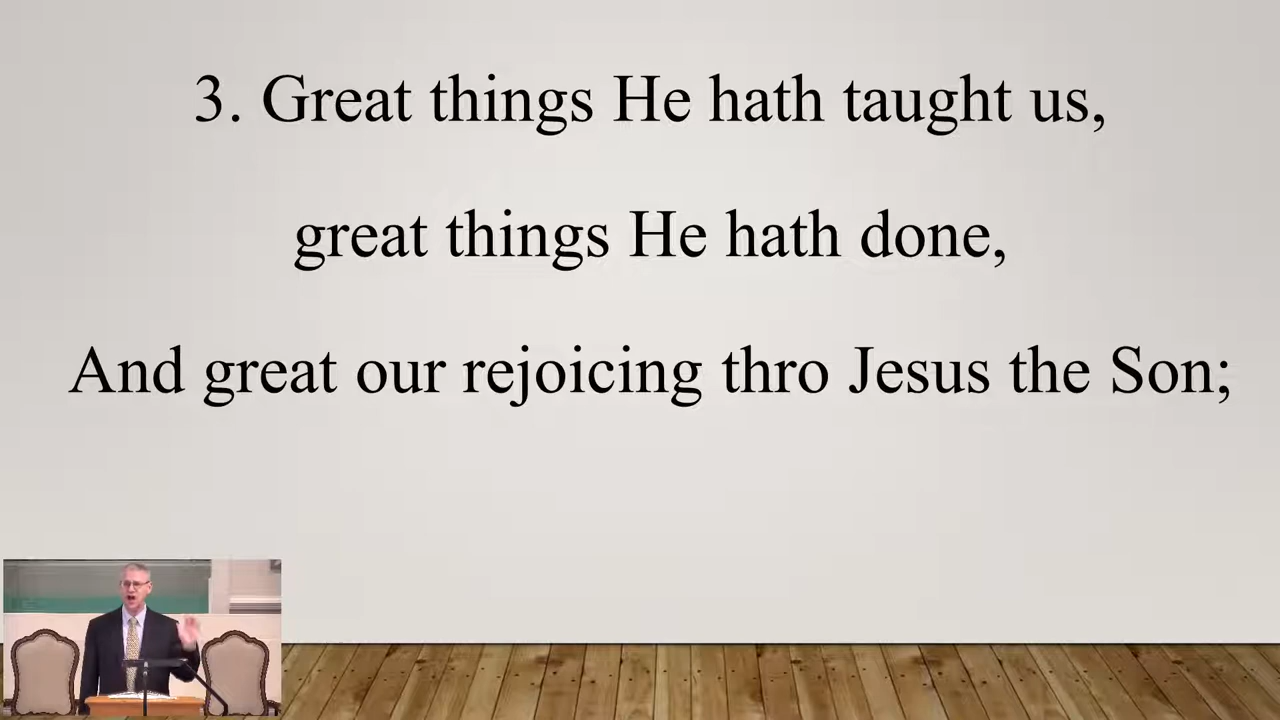 3. Great things He hath taught us,
great things He hath done,
And great our rejoicing thro Jesus the Son;